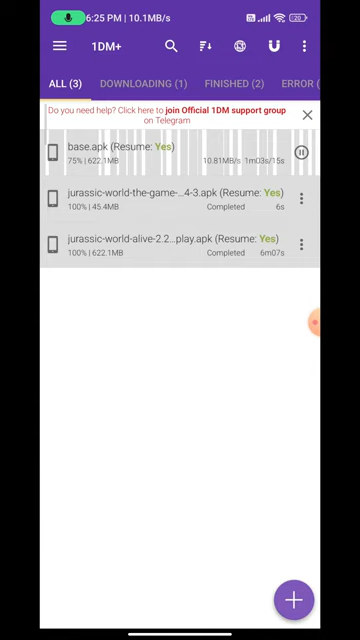 6:25 PM | 10.1MB/s
120
1DM+
ALL (3)
DOWNLOADING (1)
FINISHED (2)
ERROR (
Do you need help? Click here to join Official 1DM support group
on Telegram
base.apk (Resume: Yes)
75% | 622.1MB
10.81MB/s
1m03s/15s
jurassic-world-the-game-...4-3.apk (Resume: Yes)
100% | 45.4MB
Completed
6s
jurassic-world-alive-2.2...play.apk (Resume: Yes)
100% | 622.1MB
Completed
6m07s